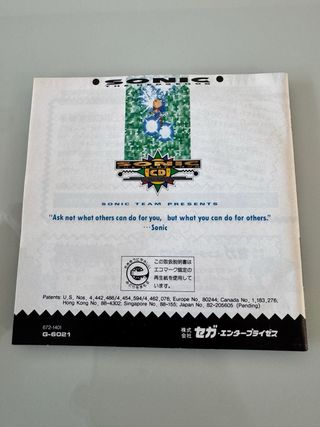 SONIC
THE HEDGEHOG
SONIC
CD
SONIC TEAM PRESENTS
"Ask not what others can do for you, but what you can do for others."
···Sonic
この取扱説明書は
エコマーク認定の
再生紙を使用して
います。
Patents: U.S. Nos. 4,442,486/4,454,594/4,462,076; Europe No. 80244; Canada No. 1,183,276;
Hong Kong No. 88-4302; Singapore No. 88-155; Japan No. 82-205605 (Pending)
672-1401
G-6021
株式会社 セガ・エンタープライゼス